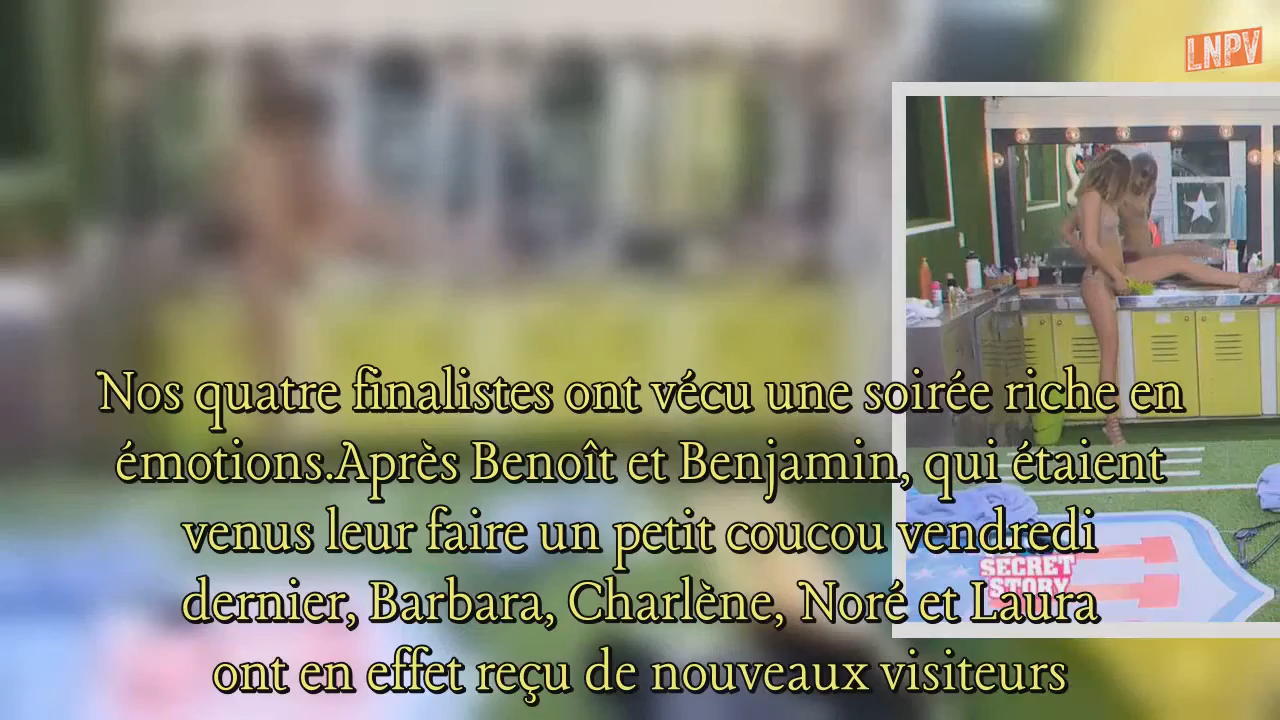 LNPV
Nos quatre finalistes ont vécu une soirée riche en
émotions.Après Benoît et Benjamin, qui étaient
venus leur faire un petit coucou vendredi
dernier, Barbara, Charlène, Noré et Laura
ont en effet reçu de nouveaux visiteurs
SECRET
STORY